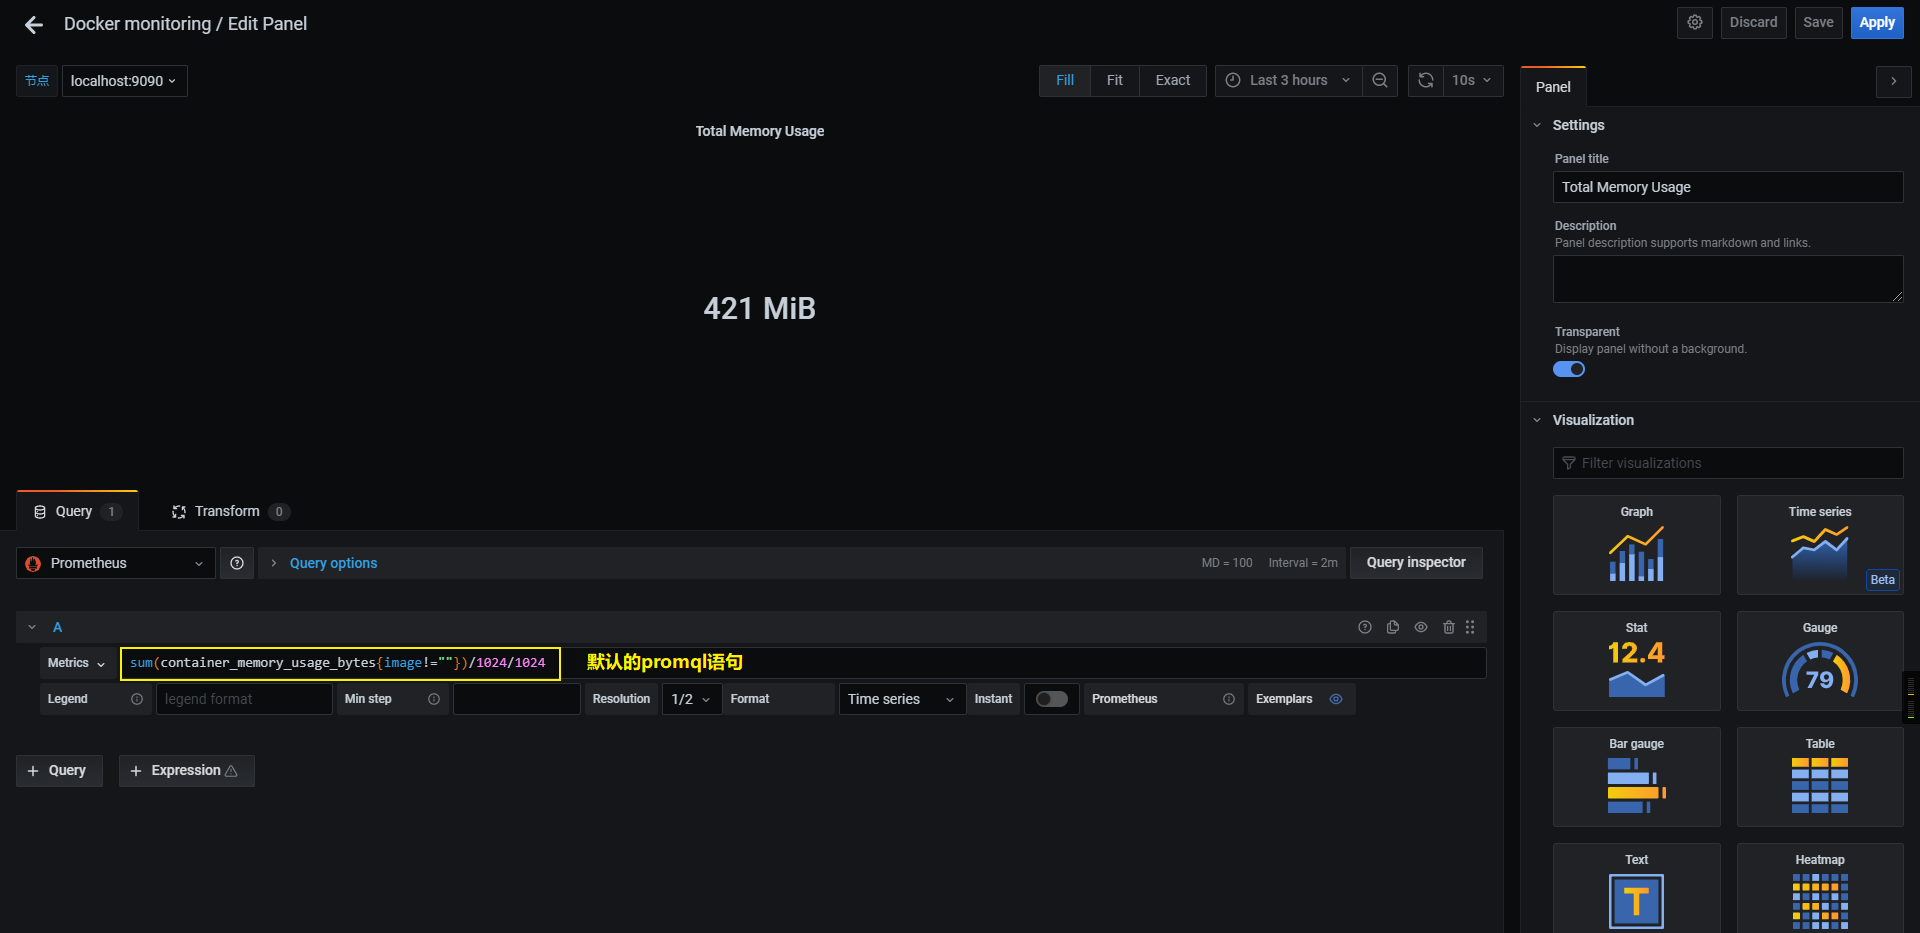 Docker monitoring / Edit Panel
Discard
Save
Apply
节点
localhost:9090
Fill
Fit
Exact
Last 3 hours
10s
Total Memory Usage
421 MiB
Query 1
Transform 0
Prometheus
Query options
MD = 100
Interval = 2m
Query inspector
A
Metrics
sum(container_memory_usage_bytes{image!=""})/1024/1024
默认的promql语句
Legend
legend format
Min step
Resolution
1/2
Format
Time series
Instant
Prometheus
Exemplars
+ Query
+ Expression
Panel
Settings
Panel title
Total Memory Usage
Description
Panel description supports markdown and links.
Transparent
Display panel without a background.
Visualization
Filter visualizations
Graph
Time series
Beta
Stat
12.4
Gauge
79
Bar gauge
Table
Text
T
Heatmap